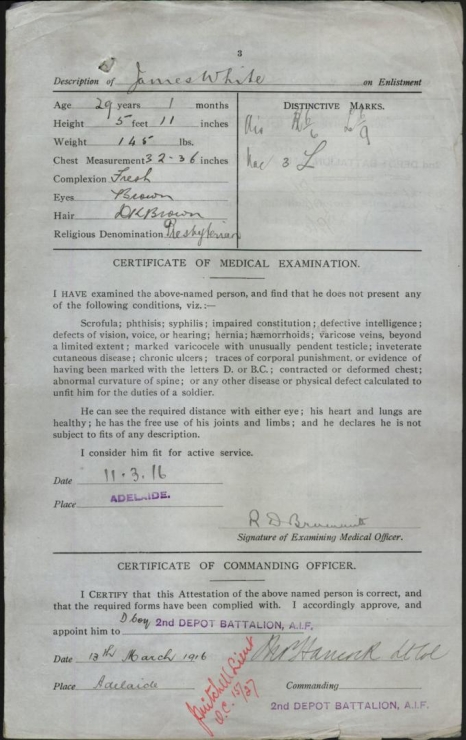 3
Description of James White on Enlistment
Age 29 years 1 months
Height 5 feet 11 inches
Weight 145 lbs.
Chest Measurement 32-36 inches
Complexion Fresh
Eyes Brown
Hair DK Brown
Religious Denomination Presbyterian
DISTINCTIVE MARKS.
Vac 3 L
CERTIFICATE OF MEDICAL EXAMINATION.
I HAVE examined the above-named person, and find that he does not present any
of the following conditions, viz.:—
Scrofula; phthisis; syphilis; impaired constitution; defective intelligence;
defects of vision, voice, or hearing; hernia; hæmorrhoids; varicose veins, beyond
a limited extent; marked varicocele with unusually pendent testicle; inveterate
cutaneous disease; chronic ulcers; traces of corporal punishment, or evidence of
having been marked with the letters D. or B.C.; contracted or deformed chest;
abnormal curvature of spine; or any other disease or physical defect calculated to
unfit him for the duties of a soldier.
He can see the required distance with either eye; his heart and lungs are
healthy; he has the free use of his joints and limbs; and he declares he is not
subject to fits of any description.
I consider him fit for active service.
Date 11.3.16
Place ADELAIDE.
R D
Signature of Examining Medical Officer.
CERTIFICATE OF COMMANDING OFFICER.
I CERTIFY that this Attestation of the above named person is correct, and
that the required forms have been complied with. I accordingly approve, and
appoint him to D Coy 2ND DEPOT BATTALION, A.I.F.
Date 13th March 1916 Hancock Lt Col
Place Adelaide Commanding
Mitchell Lieut
O.C. 15/37
2ND DEPOT BATTALION, A.I.F.